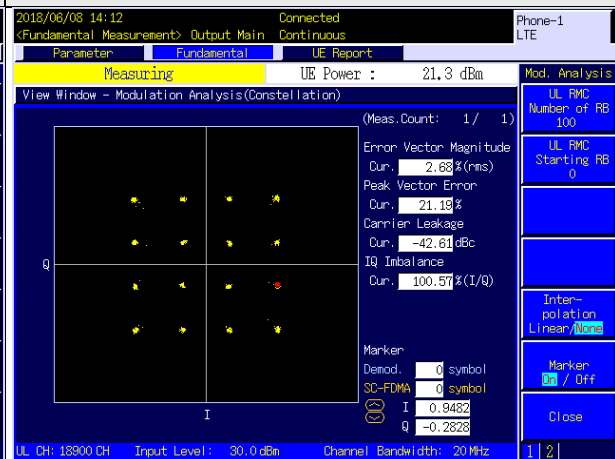 2018/06/08 14:12 Connected Phone-1
<Fundamental Measurement> Output Main Continuous LTE
Parameter Fundamental UE Report
Measuring UE Power : 21.3 dBm Mod. Analysis
View Window - Modulation Analysis(Constellation)
UL RMC
Number of RB
100
(Meas.Count: 1/ 1)
UL RMC
Starting RB
0
Error Vector Magnitude
Cur. 2.68 %(rms)
Peak Vector Error
Cur. 21.19 %
Carrier Leakage
Cur. -42.61 dBc
IQ Imbalance
Cur. 100.57 %(I/Q)
Q
I
Inter-
polation
Linear/None
Marker
Demod. 0 symbol
SC-FDMA 0 symbol
I 0.9482
Q -0.2828
Marker
On / Off
Close
UL CH: 18900 CH Input Level: 30.0 dBm Channel Bandwidth: 20 MHz
1 2